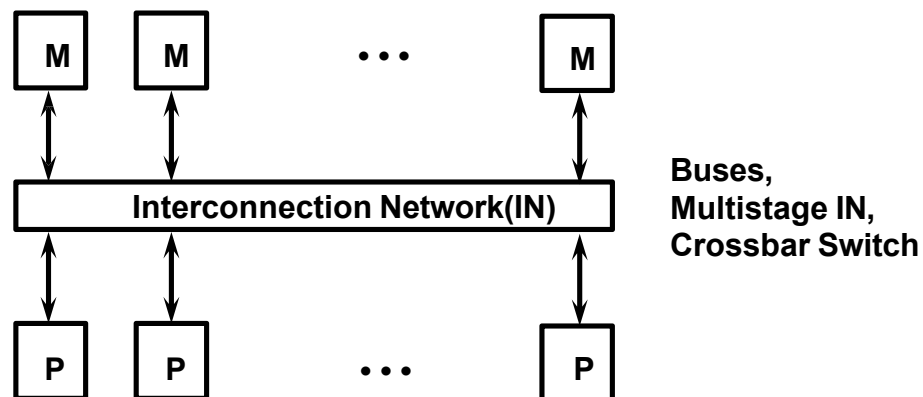 M M • • • M
Interconnection Network(IN)
Buses,
Multistage IN,
Crossbar Switch
P P • • • P